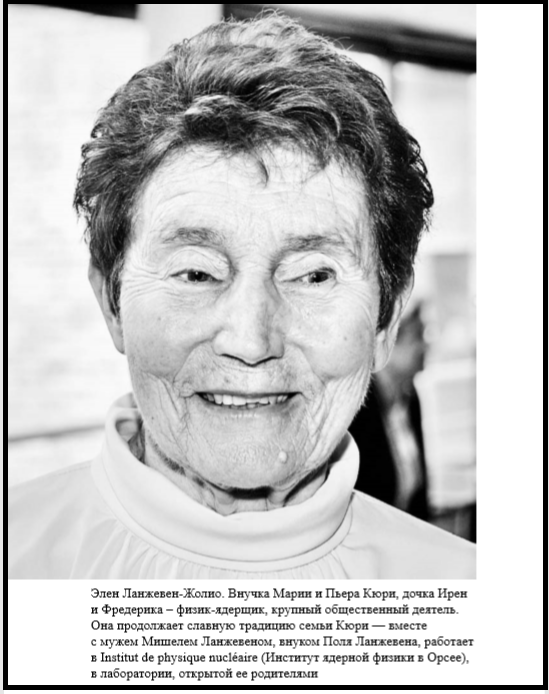 Элен Ланжевен-Жолио. Внучка Марии и Пьера Кюри, дочка Ирен
и Фредерика – физик-ядерщик, крупный общественный деятель.
Она продолжает славную традицию семьи Кюри — вместе
с мужем Мишелем Ланжевеном, внуком Поля Ланжевена, работает
в Institut de physique nucléaire (Институт ядерной физики в Орсее),
в лаборатории, открытой ее родителями